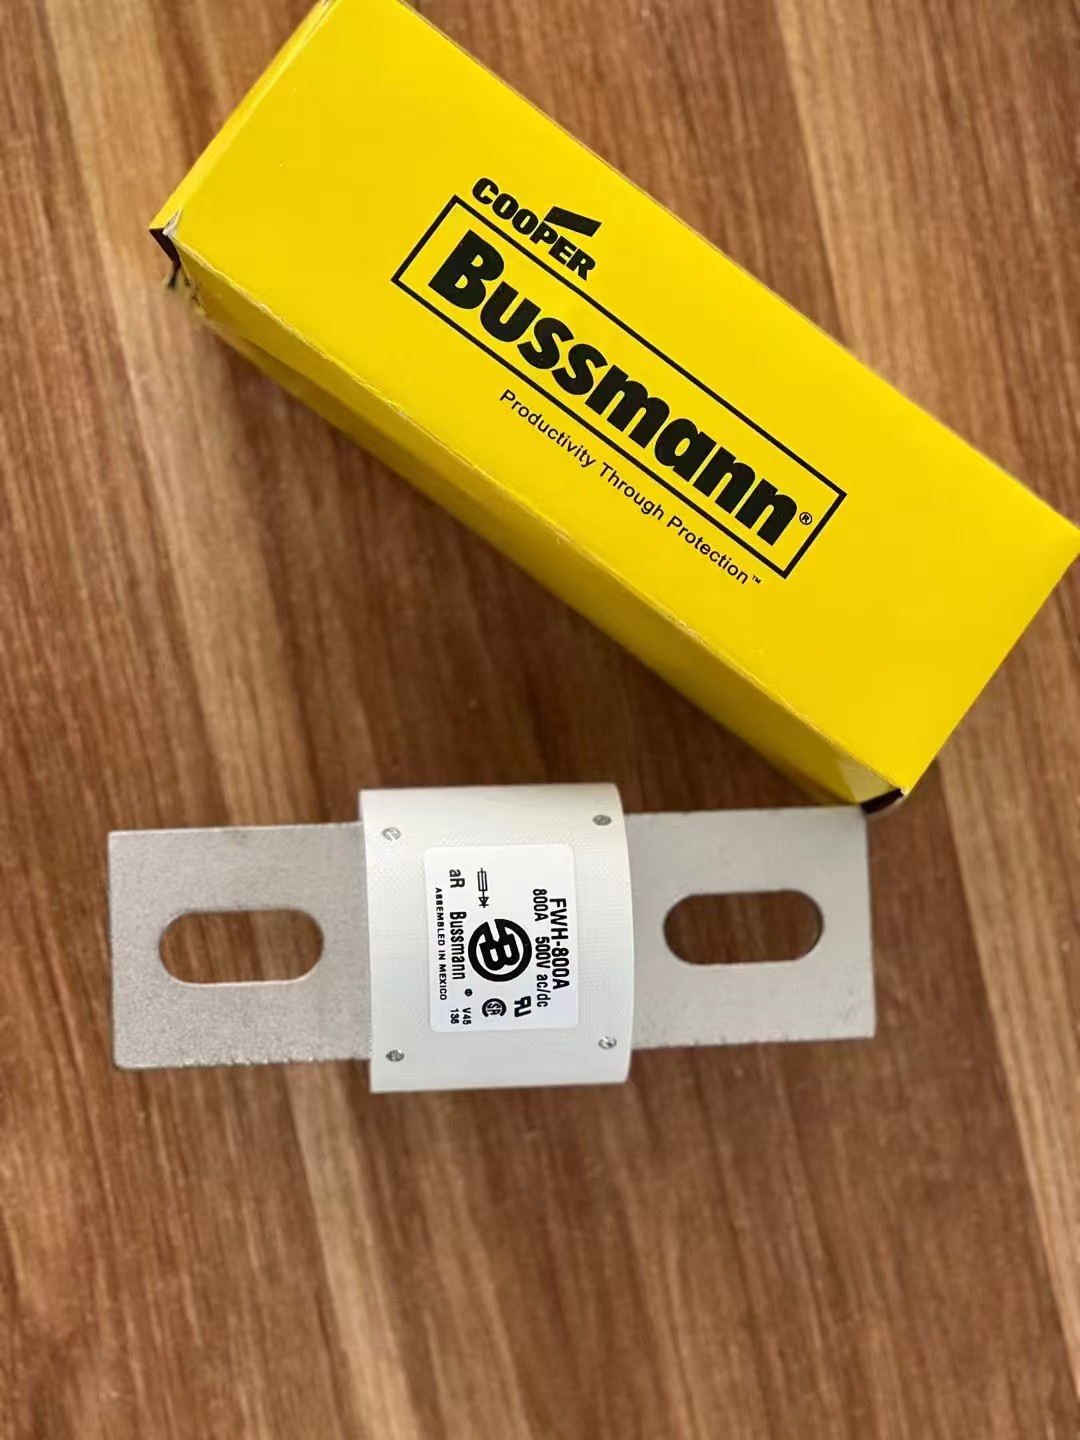 COOPER
Bussmann®
Productivity Through Protection™
FWH-800A
800A 500V ac/dc
aR Bussmann ® V45
ASSEMBLED IN MEXICO 136